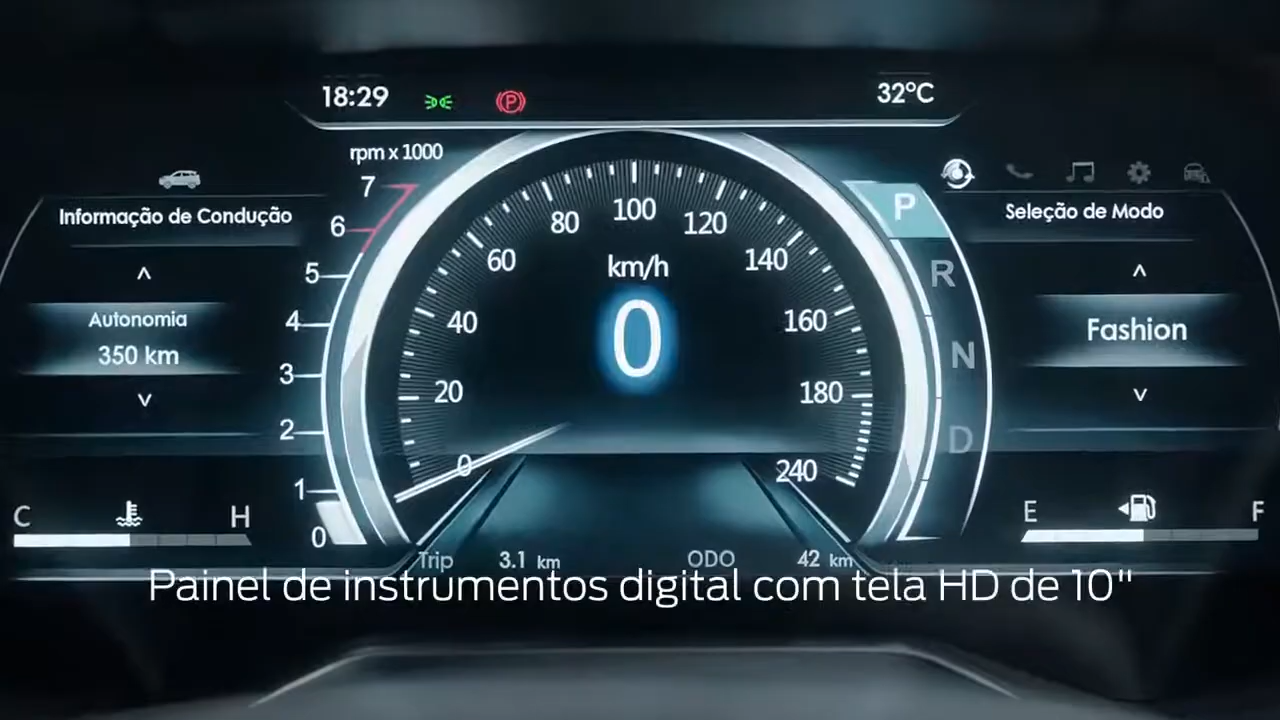 18:29
32°C
rpm x 1000
7
6
5
4
3
2
1
0
Informação de Condução
Autonomia
350 km
C
H
0
20
40
60
80
100
120
140
160
180
240
km/h
0
P
R
N
D
Seleção de Modo
Fashion
E
F
Trip 3.1 km ODO 42 km
Painel de instrumentos digital com tela HD de 10"